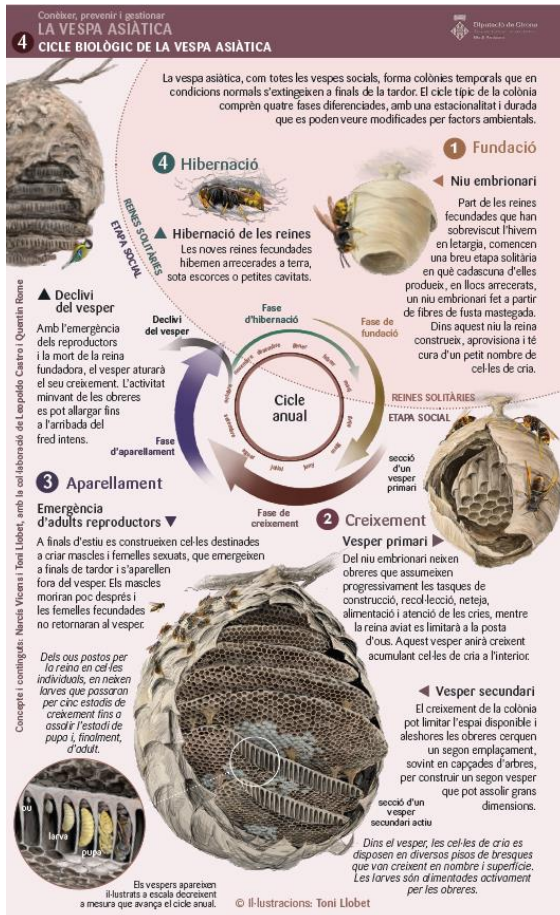 Conèixer, prevenir i gestionar
LA VESPA ASIÀTICA
4 CICLE BIOLÒGIC DE LA VESPA ASIÀTICA
Diputació de Girona
La vespa asiàtica, com totes les vespes socials, forma colònies temporals que en
condicions normals s'extingeixen a finals de la tardor. El cicle típic de la colònia
comprèn quatre fases diferenciades, amb una estacionalitat i durada
que es poden veure modificades per factors ambientals.
1 Fundació
◄ Niu embrionari
Part de les reines
fecundades que han
sobreviscut l'hivern
en letargia, comencen
una breu etapa solitària
en què cadascuna d'elles
produeix, en llocs arrecerats,
un niu embrionari fet a partir
de fibres de fusta mastegada.
Dins aquest niu la reina
construeix, aprovisiona i té
cura d'un petit nombre de
cel·les de cria.
4 Hibernació
▲ Hibernació de les reines
Les noves reines fecundades
hibernen arrecerades a terra,
sota escorces o petites cavitats.
REINES SOLITÀRIES
ETAPA SOCIAL
▲ Declivi
del vesper
Amb l'emergència
dels reproductors
i la mort de la reina
fundadora, el vesper aturarà
el seu creixement. L'activitat
minvant de les obreres
es pot allargar fins
a l'arribada del
fred intens.
Declivi
del vesper
Fase
d'hibernació
Fase de
fundació
Cicle
anual
Fase
d'aparellament
Fase de
creixement
desembre
gener
febrer
març
abril
maig
juny
juliol
agost
setembre
octubre
novembre
REINES SOLITÀRIES
ETAPA SOCIAL
secció
d'un
vesper
primari
3 Aparellament
Emergència
d'adults reproductors ▼
A finals d'estiu es construeixen cel·les destinades
a criar mascles i femelles sexuats, que emergeixen
a finals de tardor i s'aparellen
fora del vesper. Els mascles
moriran poc després i
les femelles fecundades
no retornaran al vesper.
2 Creixement
Vesper primari ►
Del niu embrionari neixen
obreres que assumeixen
progressivament les tasques de
construcció, recol·lecció, neteja,
alimentació i atenció de les cries, mentre
la reina aviat es limitarà a la posta
d'ous. Aquest vesper anirà creixent
acumulant cel·les de cria a l'interior.
◄ Vesper secundari
El creixement de la colònia
pot limitar l'espai disponible i
aleshores les obreres cerquen
un segon emplaçament,
sovint en capçades d'arbres,
per construir un segon vesper
que pot assolir grans
dimensions.
Dels ous postos per
la reina en cel·les
individuals, en neixen
larves que passaran
per cinc estadis de
creixement fins a
assolir l'estadi de
pupa i, finalment,
d'adult.
ou
larva
pupa
secció d'un
vesper
secundari actiu
Dins el vesper, les cel·les de cria es
disposen en diversos pisos de bresques
que van creixent en nombre i superfície.
Les larves són alimentades activament
per les obreres.
Els vespers apareixen
il·lustrats a escala decreixent
a mesura que avança el cicle anual.
© Il·lustracions: Toni Llobet
Concepte i continguts: Narcís Vicens i Toni Llobet, amb la col·laboració de Leopoldo Castro i Quentin Rome